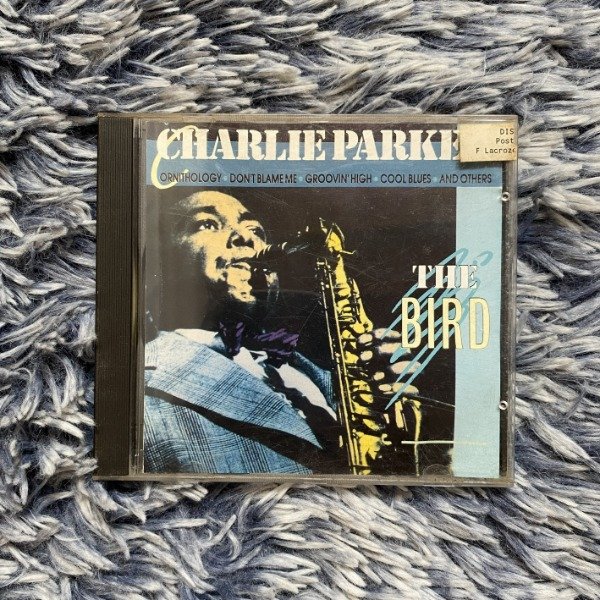 CHARLIE PARKE
DIS
Post
F Lacroze
ORNITHOLOGY DON'T BLAME ME GROOVIN' HIGH COOL BLUES AND OTHERS
THE
BIRD